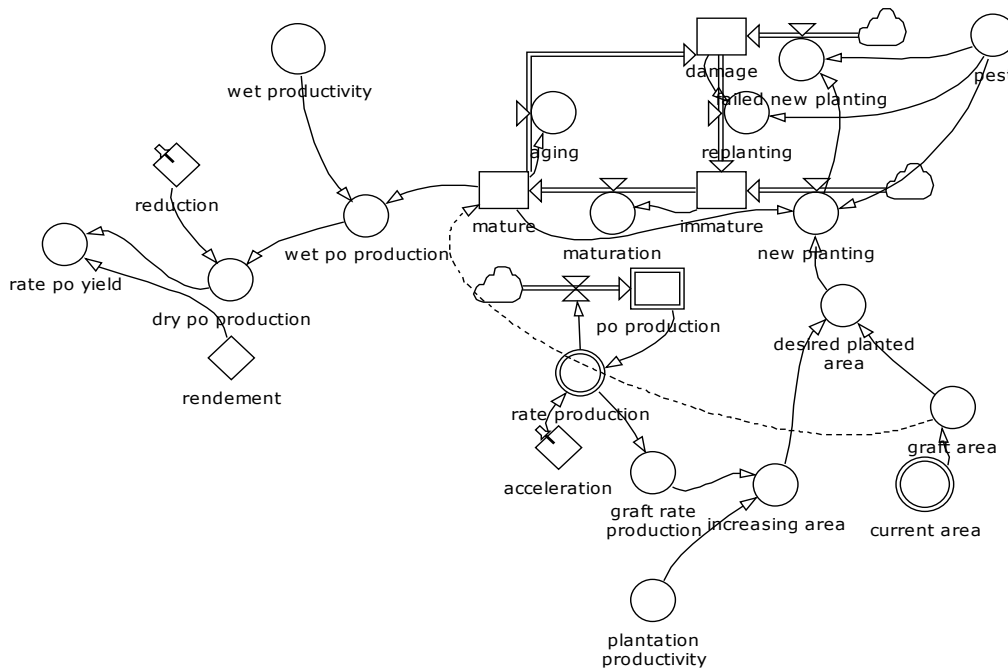 damage
pest
wet productivity
ailed new planting
aging
replanting
reduction
mature
immature
wet po production
maturation
new planting
rate po yield
dry po production
po production
desired planted
area
rendement
rate production
graft area
acceleration
graft rate
production
increasing area
current area
plantation
productivity